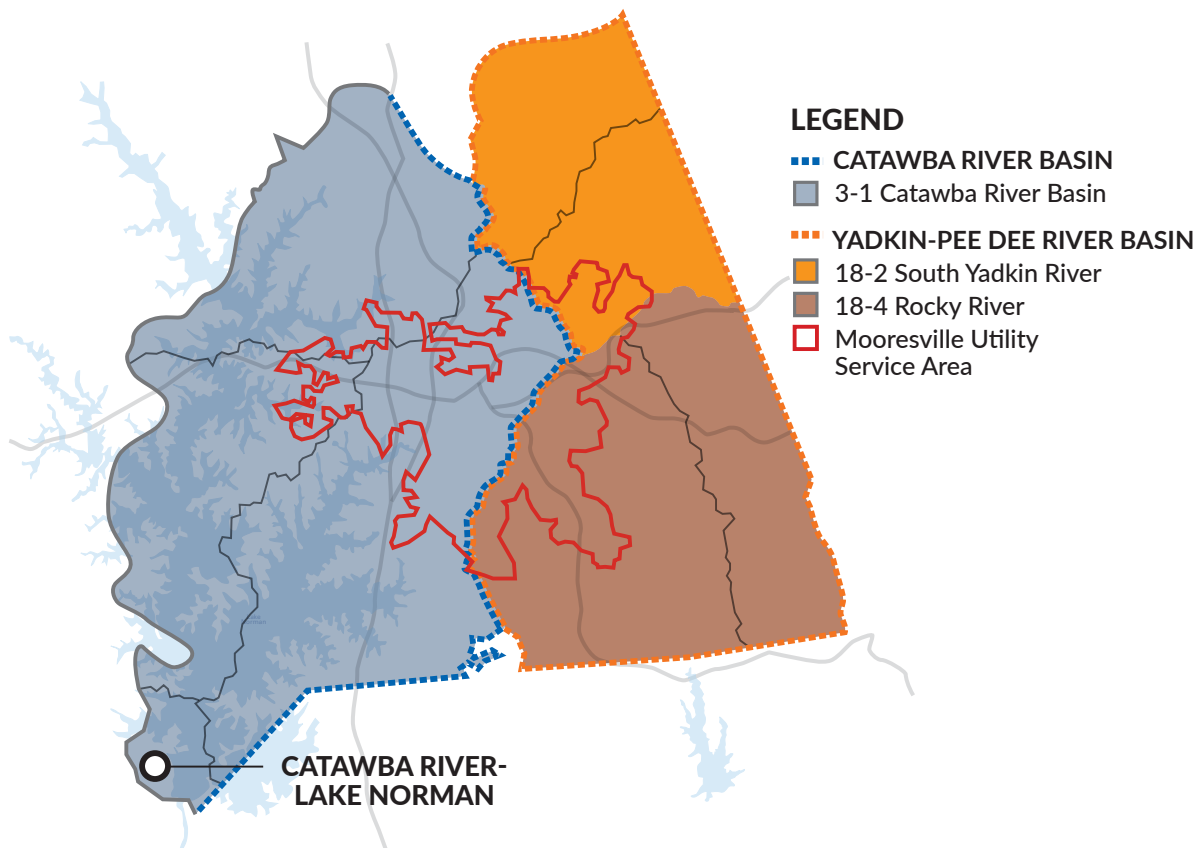 LEGEND
CATAWBA RIVER BASIN
3-1 Catawba River Basin
YADKIN-PEE DEE RIVER BASIN
18-2 South Yadkin River
18-4 Rocky River
Mooresville Utility
Service Area
CATAWBA RIVER-
LAKE NORMAN